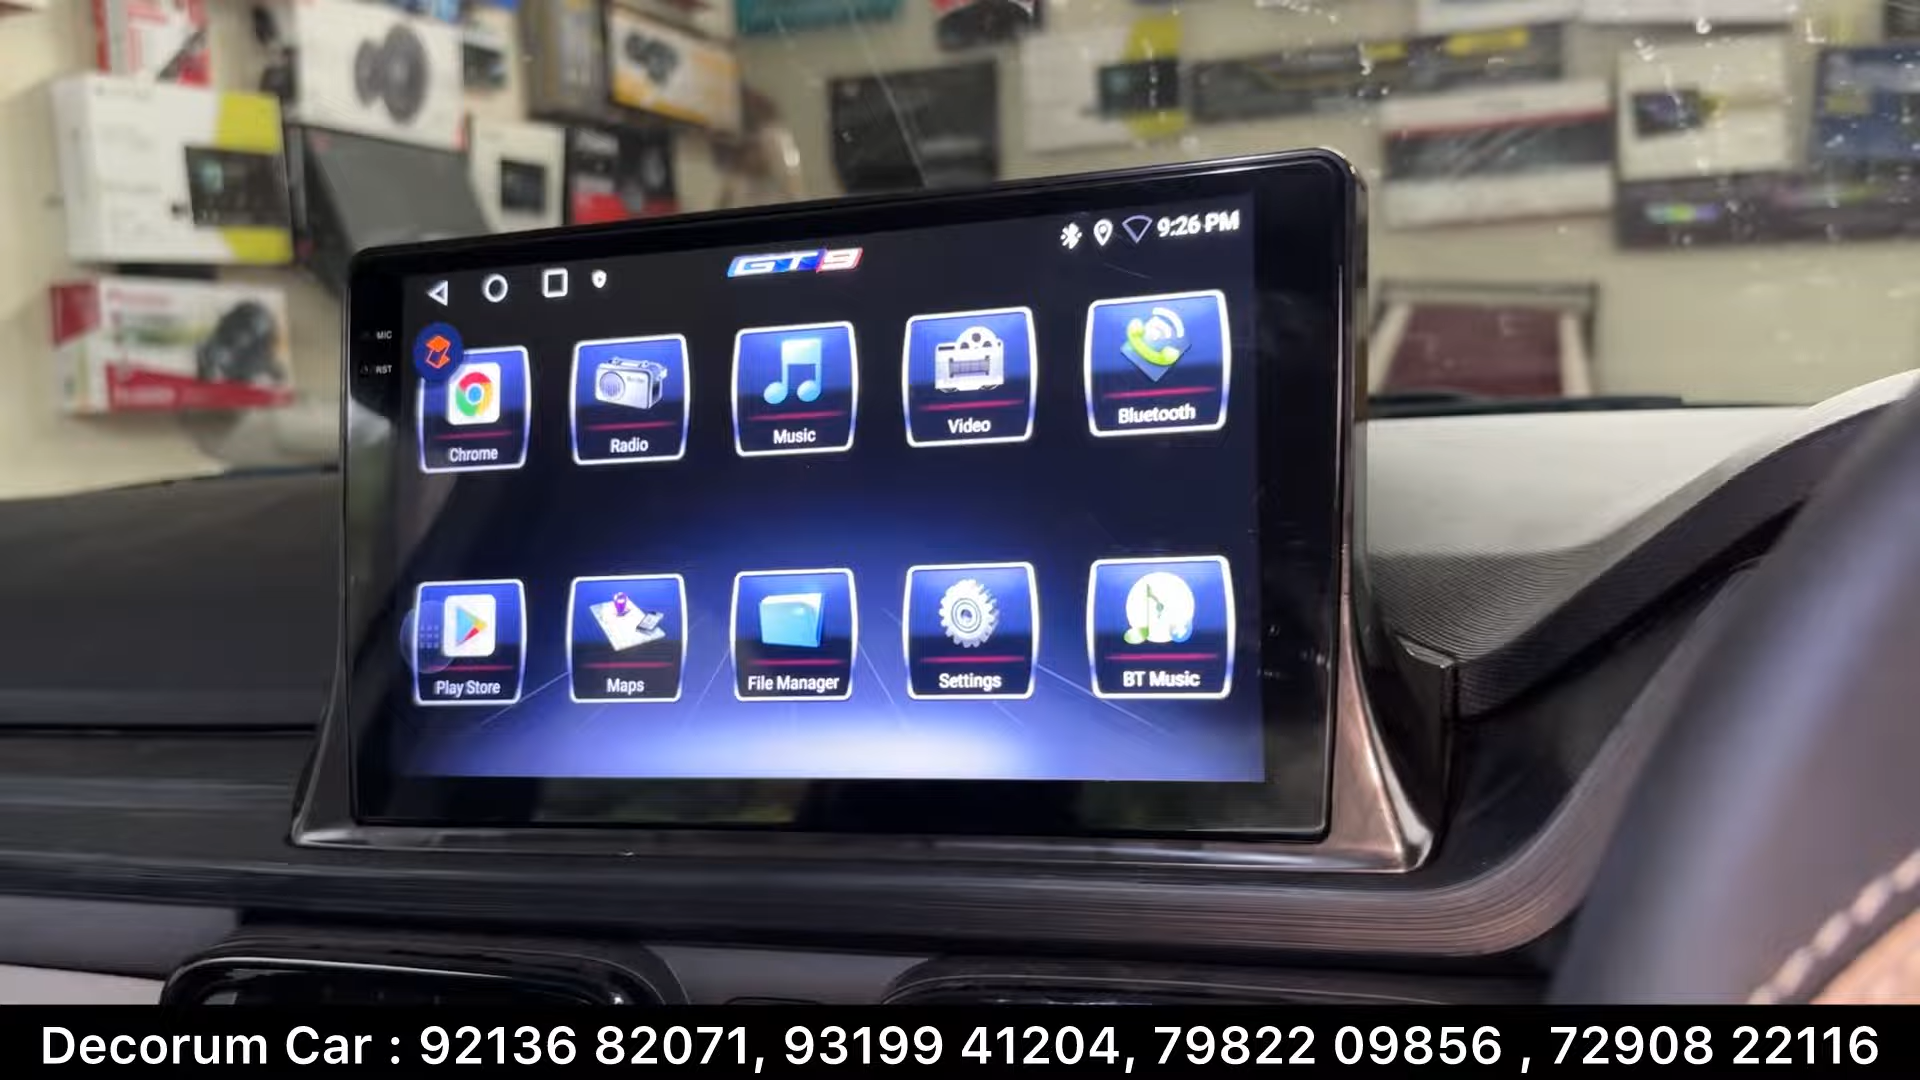 9:26 PM
GT9
MIC
RST
Chrome
Radio
Music
Video
Bluetooth
Play Store
Maps
File Manager
Settings
BT Music
Decorum Car : 92136 82071, 93199 41204, 79822 09856 , 72908 22116